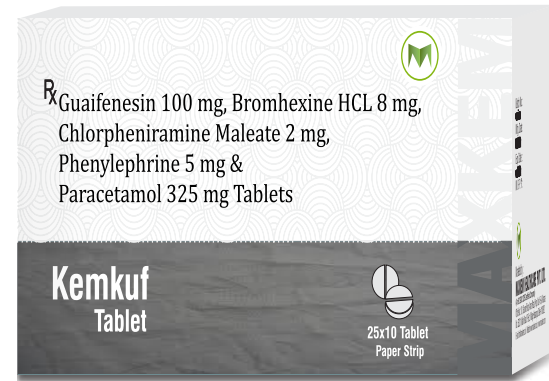 Rx Guaifenesin 100 mg, Bromhexine HCL 8 mg,
Chlorpheniramine Maleate 2 mg,
Phenylephrine 5 mg &
Paracetamol 325 mg Tablets
Kemkuf
Tablet
25x10 Tablet
Paper Strip
MAXKEM